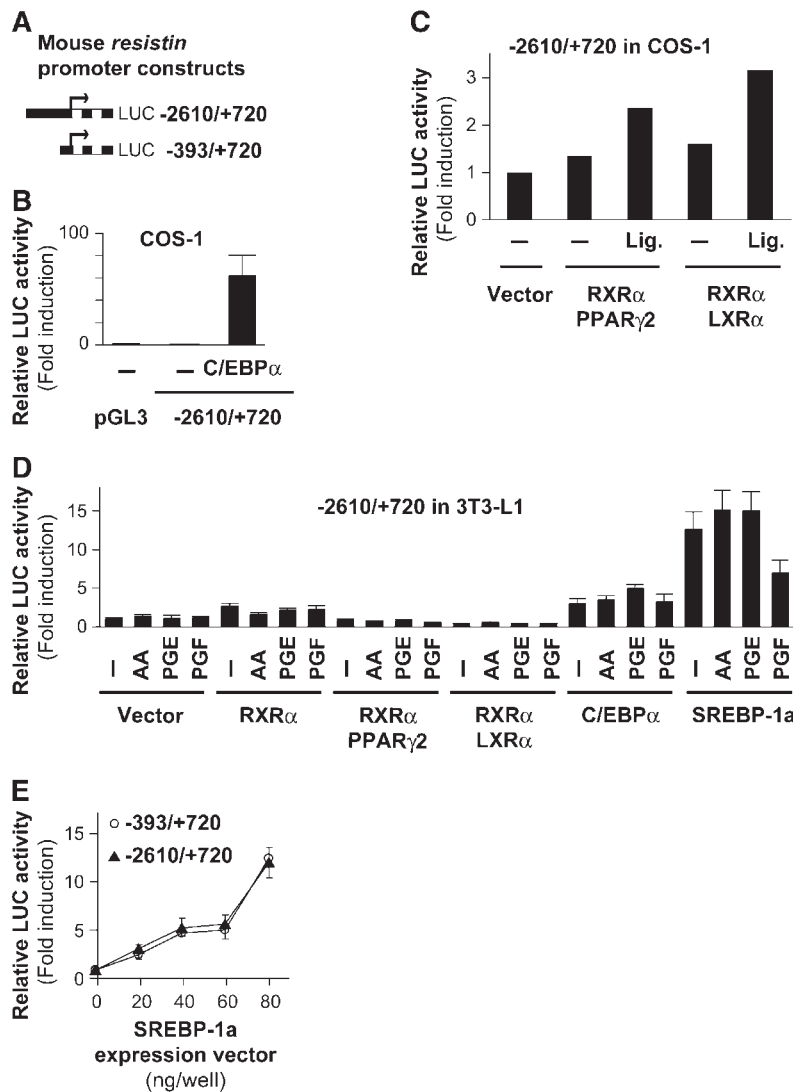 A
Mouse resistin
promoter constructs
LUC -2610/+720
LUC -393/+720
B
Relative LUC activity
(Fold induction)
100
0
COS-1
– – C/EBPα
pGL3 -2610/+720
C
-2610/+720 in COS-1
Relative LUC activity
(Fold induction)
3
2
1
0
– – Lig. – Lig.
Vector RXRα RXRα
PPARγ2 LXRα
D
-2610/+720 in 3T3-L1
Relative LUC activity
(Fold induction)
15
10
5
0
– AA PGE PGF – AA PGE PGF – AA PGE PGF – AA PGE PGF – AA PGE PGF – AA PGE PGF
Vector RXRα RXRα RXRα C/EBPα SREBP-1a
PPARγ2 LXRα
E
-393/+720
-2610/+720
Relative LUC activity
(Fold induction)
15
10
5
0
0 20 40 60 80
SREBP-1a
expression vector
(ng/well)